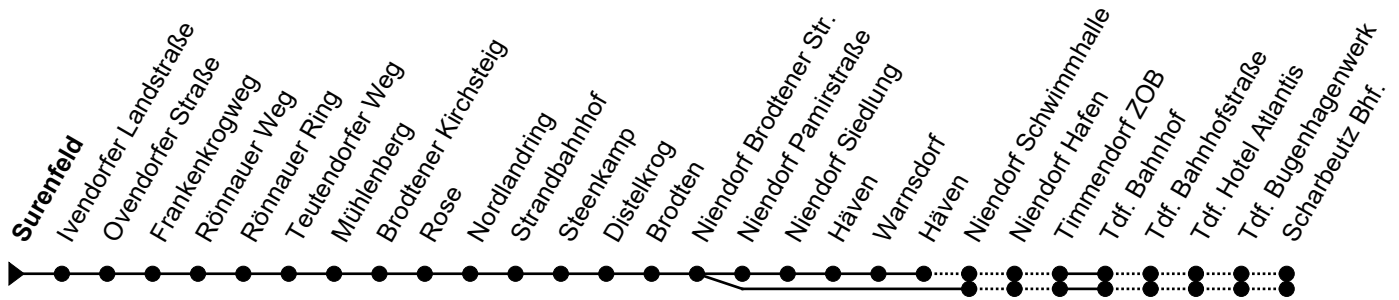 Surenfeld
Ivendorfer Landstraße
Ovendorfer Straße
Frankenkrogweg
Rönnauer Weg
Rönnauer Ring
Teutendorfer Weg
Mühlenberg
Brodtener Kirchsteig
Rose
Nordlandring
Strandbahnhof
Steenkamp
Distelkrog
Brodten
Niendorf Brodtener Str.
Niendorf Pamirstraße
Niendorf Siedlung
Häven
Warnsdorf
Häven
Niendorf Schwimmhalle
Niendorf Hafen
Timmendorf ZOB
Tdf. Bahnhof
Tdf. Bahnhofstraße
Tdf. Hotel Atlantis
Tdf. Bugenhagenwerk
Scharbeutz Bhf.